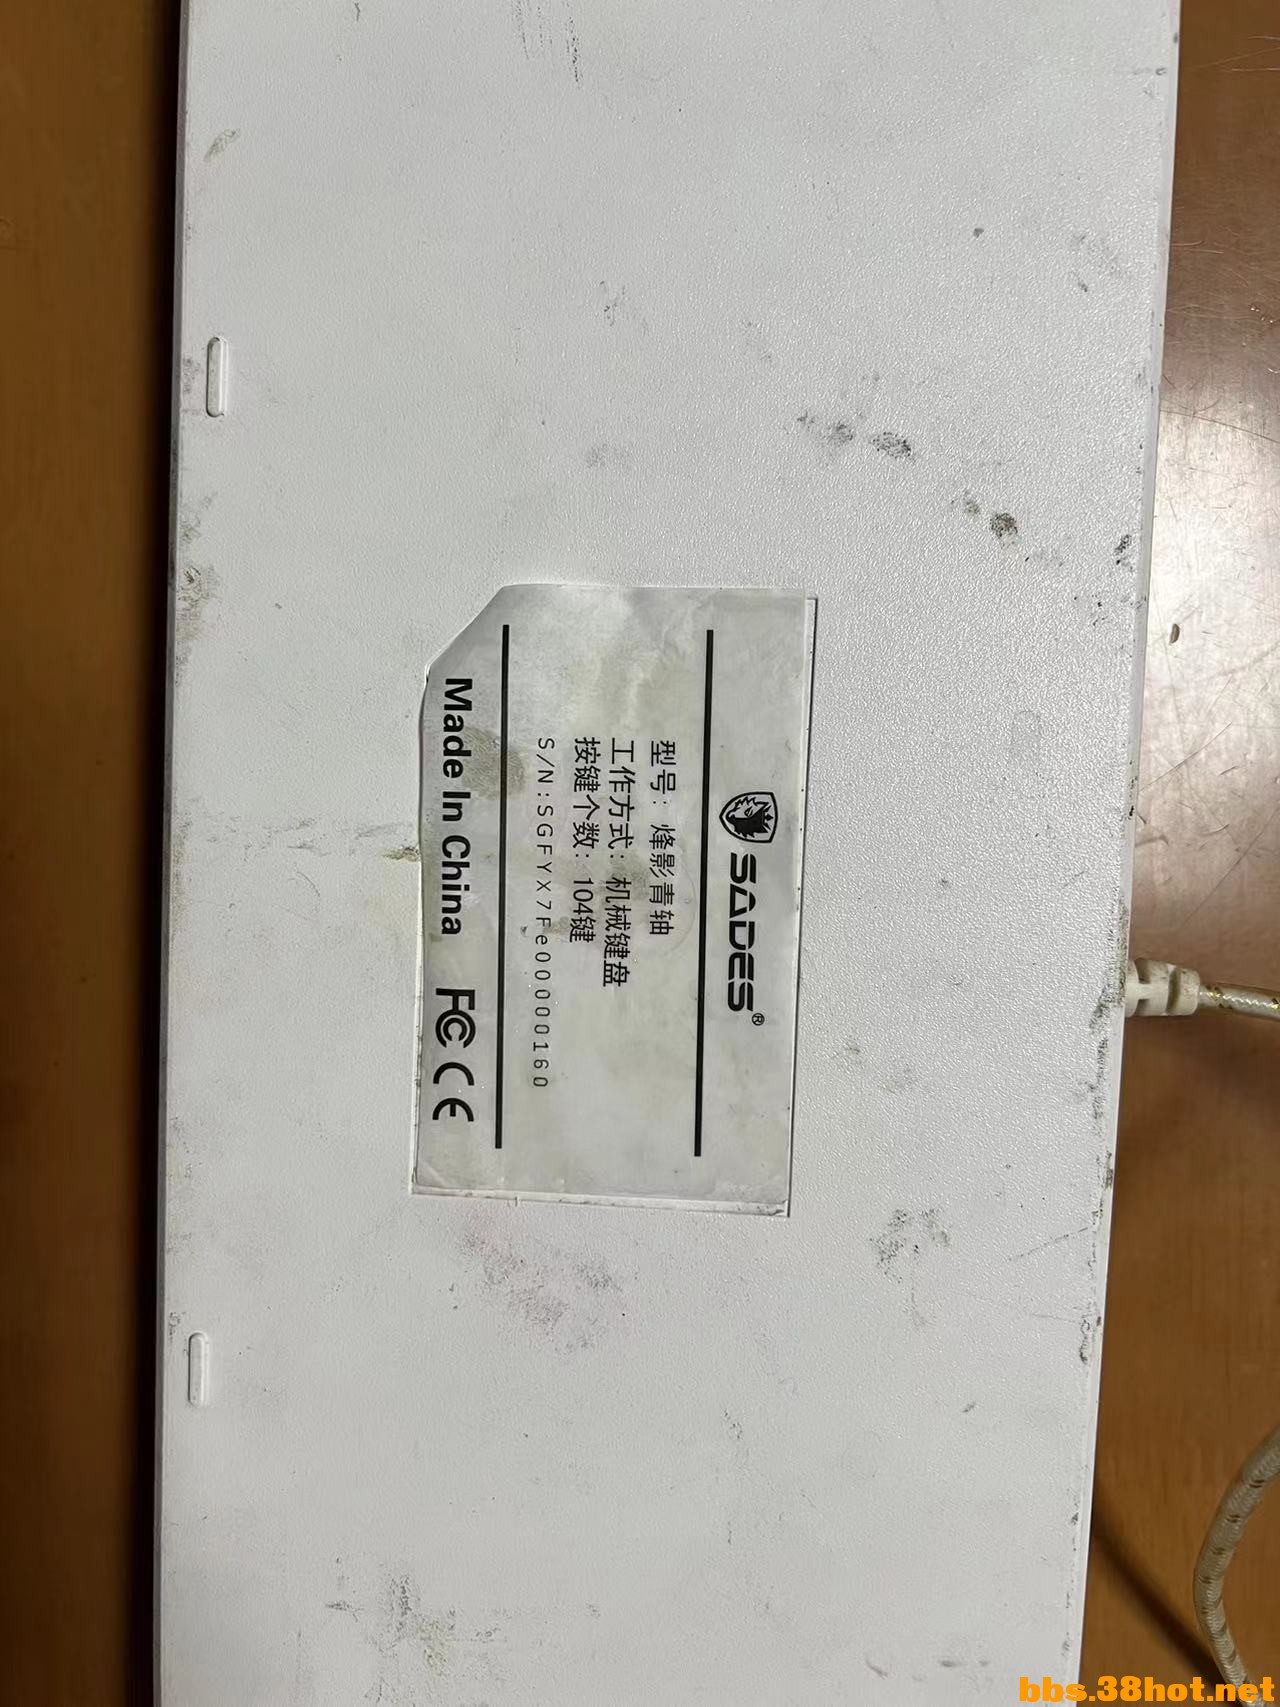 SADES®
型号：烽影青轴
工作方式：机械键盘
按键个数：104键
S/N:SGFYX7Fe00000160
Made In China FC CE
bbs.38hot.net